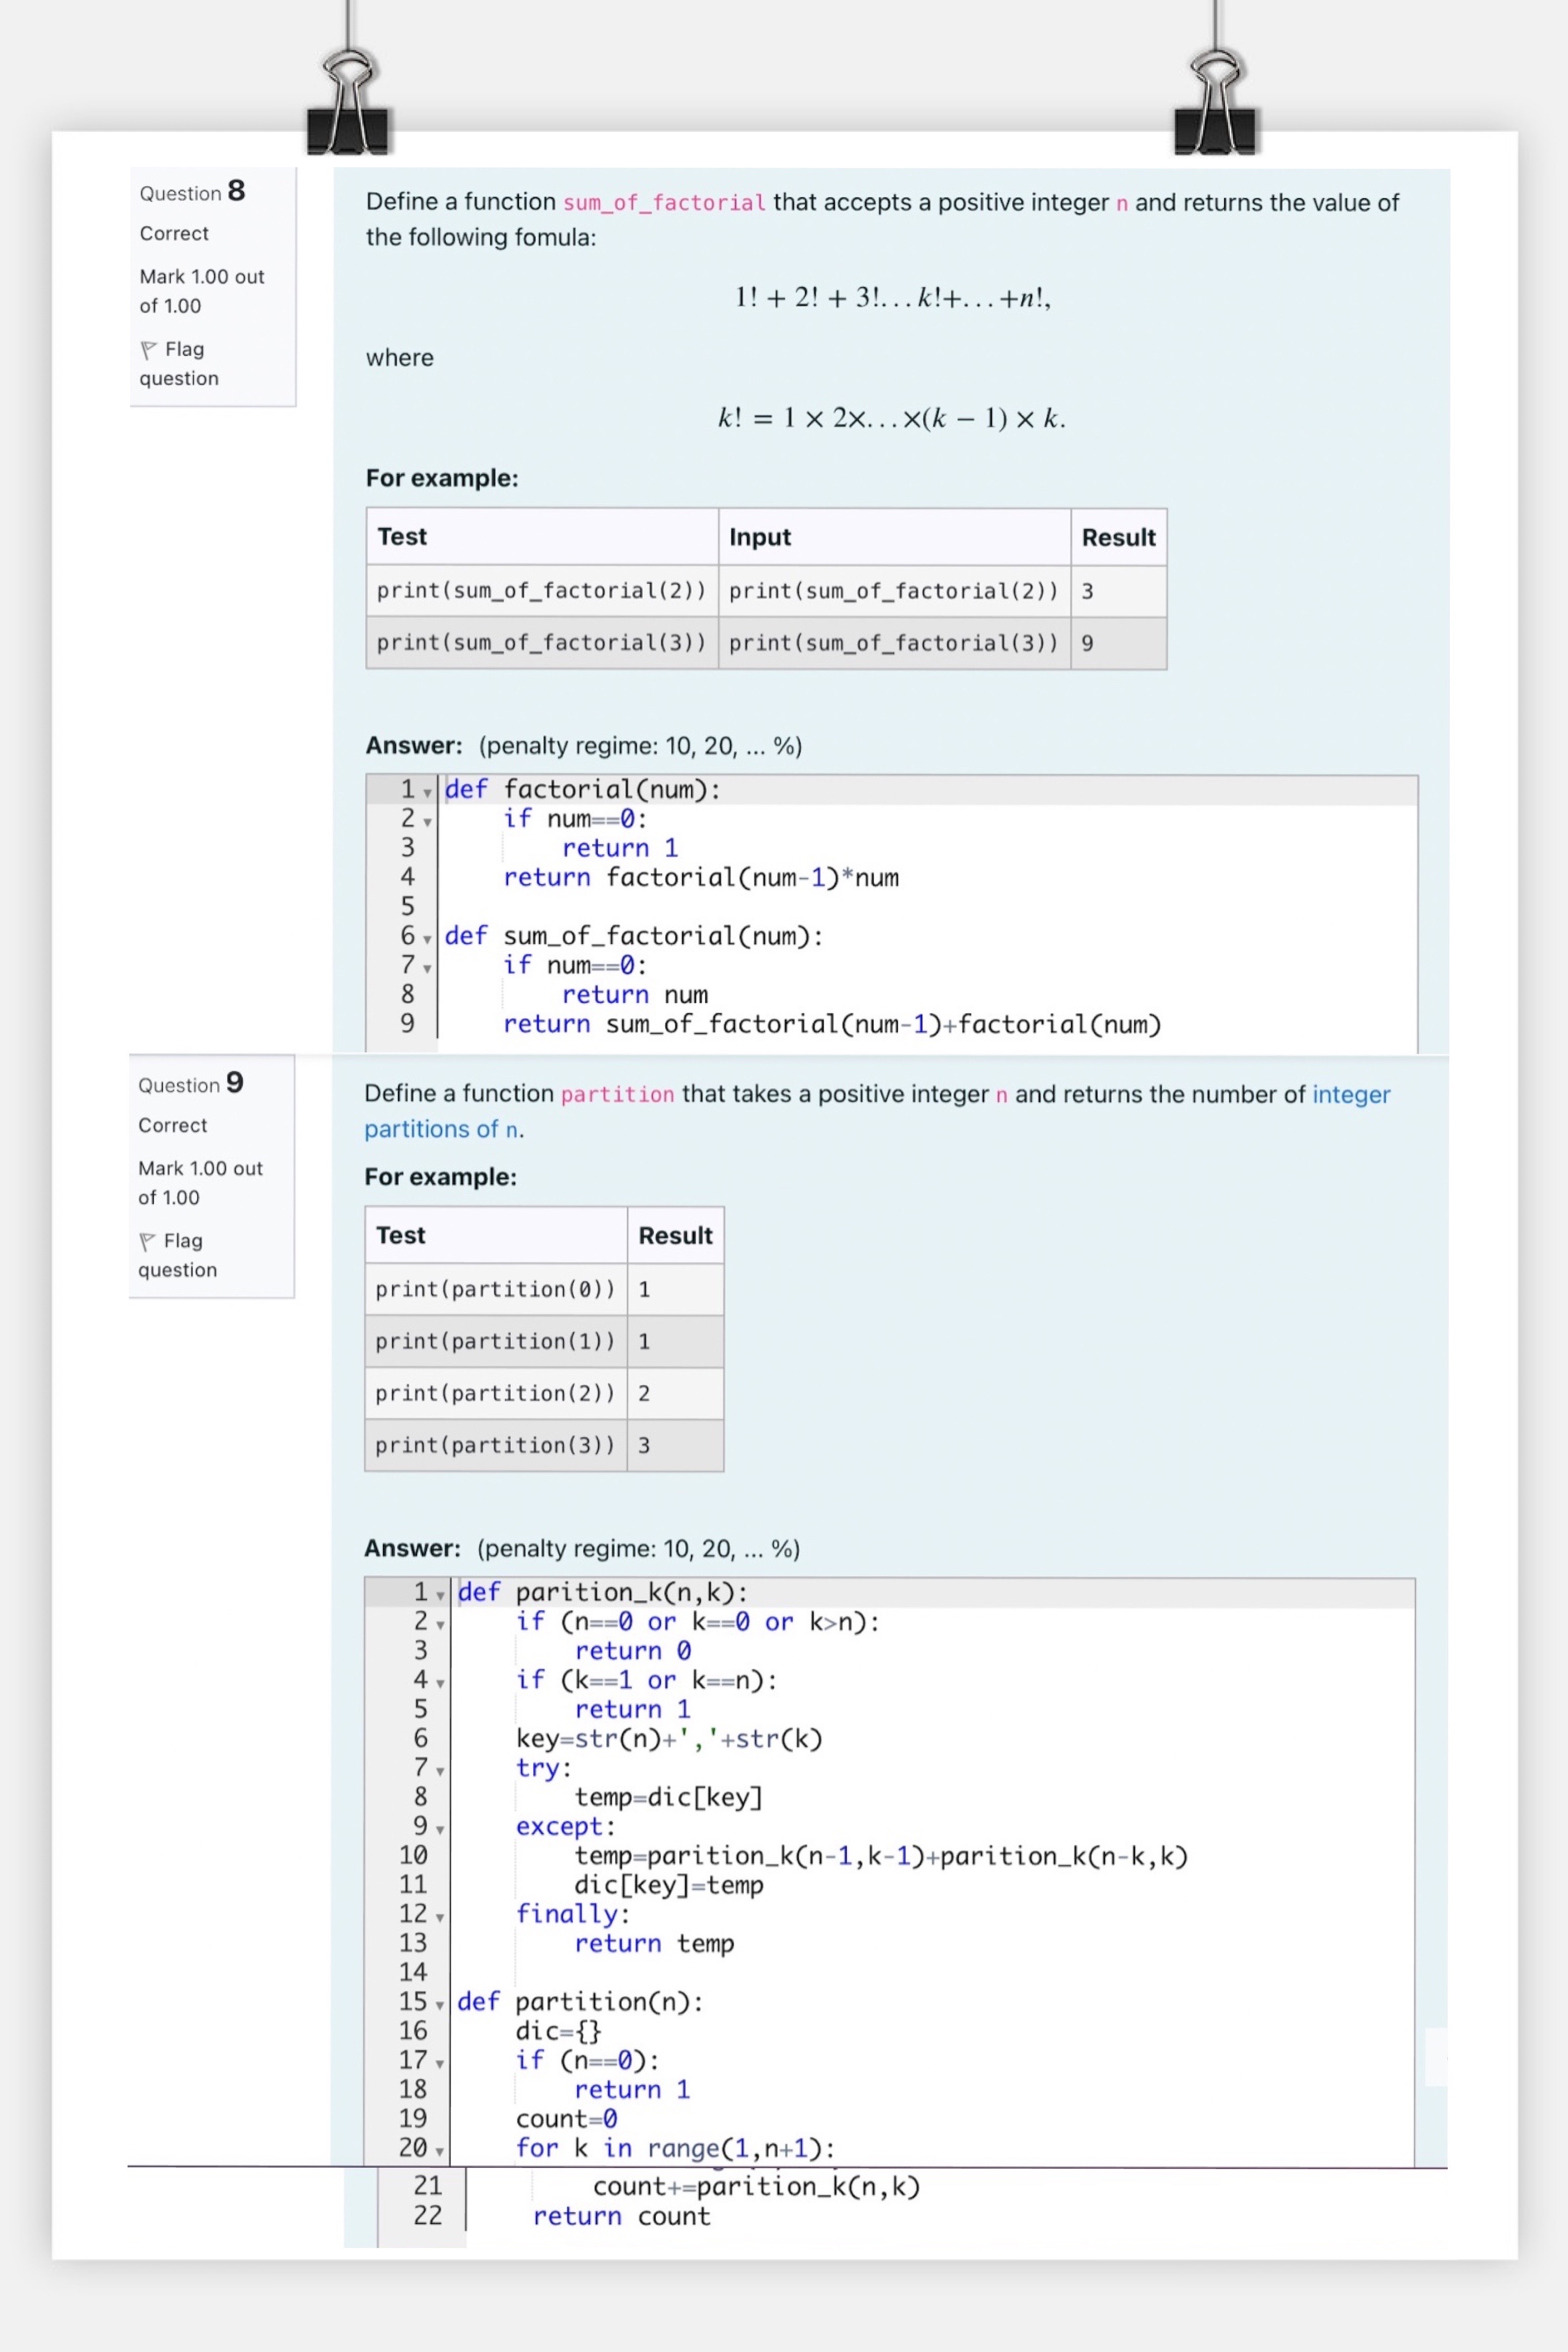 Question 8
Correct
Mark 1.00 out
of 1.00
Flag
question
Define a function sum_of_factorial that accepts a positive integer n and returns the value of
the following fomula:
1! + 2! + 3!. . . k!+. . . +n!,
where
k! = 1 × 2×. . . ×(k − 1) × k.
For example:
Test Input Result
print(sum_of_factorial(2)) print(sum_of_factorial(2)) 3
print(sum_of_factorial(3)) print(sum_of_factorial(3)) 9
Answer: (penalty regime: 10, 20, ... %)
1 def factorial(num):
2     if num==0:
3         return 1
4     return factorial(num-1)*num
5
6 def sum_of_factorial(num):
7     if num==0:
8         return num
9     return sum_of_factorial(num-1)+factorial(num)
Question 9
Correct
Mark 1.00 out
of 1.00
Flag
question
Define a function partition that takes a positive integer n and returns the number of integer
partitions of n.
For example:
Test Result
print(partition(0)) 1
print(partition(1)) 1
print(partition(2)) 2
print(partition(3)) 3
Answer: (penalty regime: 10, 20, ... %)
1 def parition_k(n,k):
2     if (n==0 or k==0 or k>n):
3         return 0
4     if (k==1 or k==n):
5         return 1
6     key=str(n)+','+str(k)
7     try:
8         temp=dic[key]
9     except:
10         temp=parition_k(n-1,k-1)+parition_k(n-k,k)
11         dic[key]=temp
12     finally:
13         return temp
14
15 def partition(n):
16     dic={}
17     if (n==0):
18         return 1
19     count=0
20     for k in range(1,n+1):
21         count+=parition_k(n,k)
22     return count